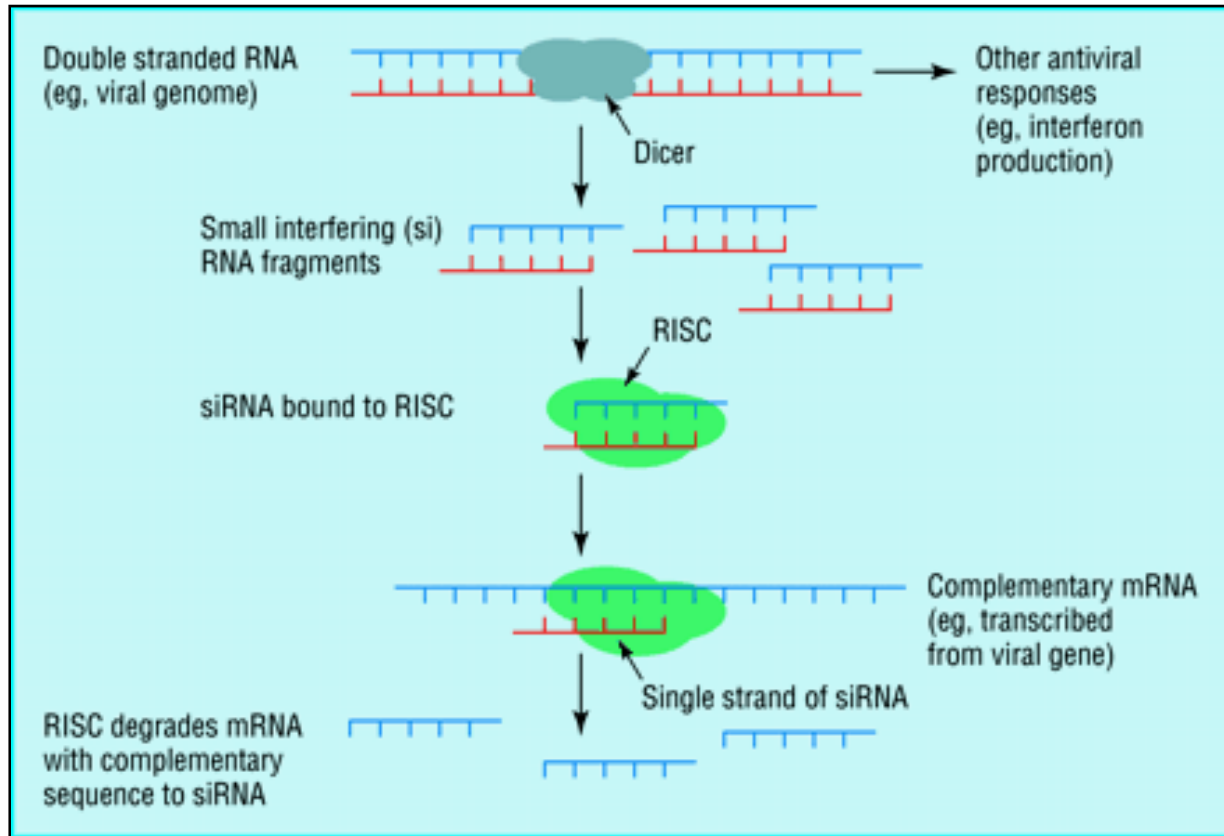 Double stranded RNA
(eg, viral genome)
Other antiviral
responses
(eg, interferon
production)
Dicer
Small interfering (si)
RNA fragments
RISC
siRNA bound to RISC
Complementary mRNA
(eg, transcribed
from viral gene)
Single strand of siRNA
RISC degrades mRNA
with complementary
sequence to siRNA